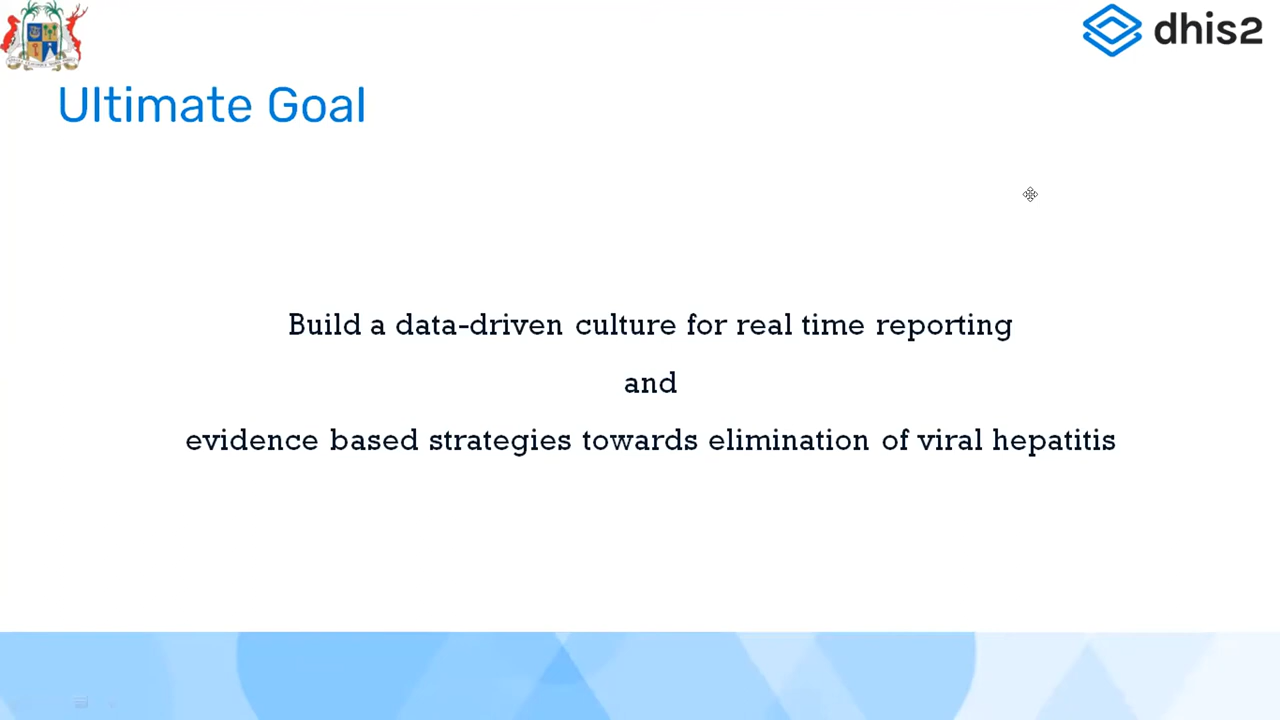 dhis2
Ultimate Goal
Build a data-driven culture for real time reporting
and
evidence based strategies towards elimination of viral hepatitis